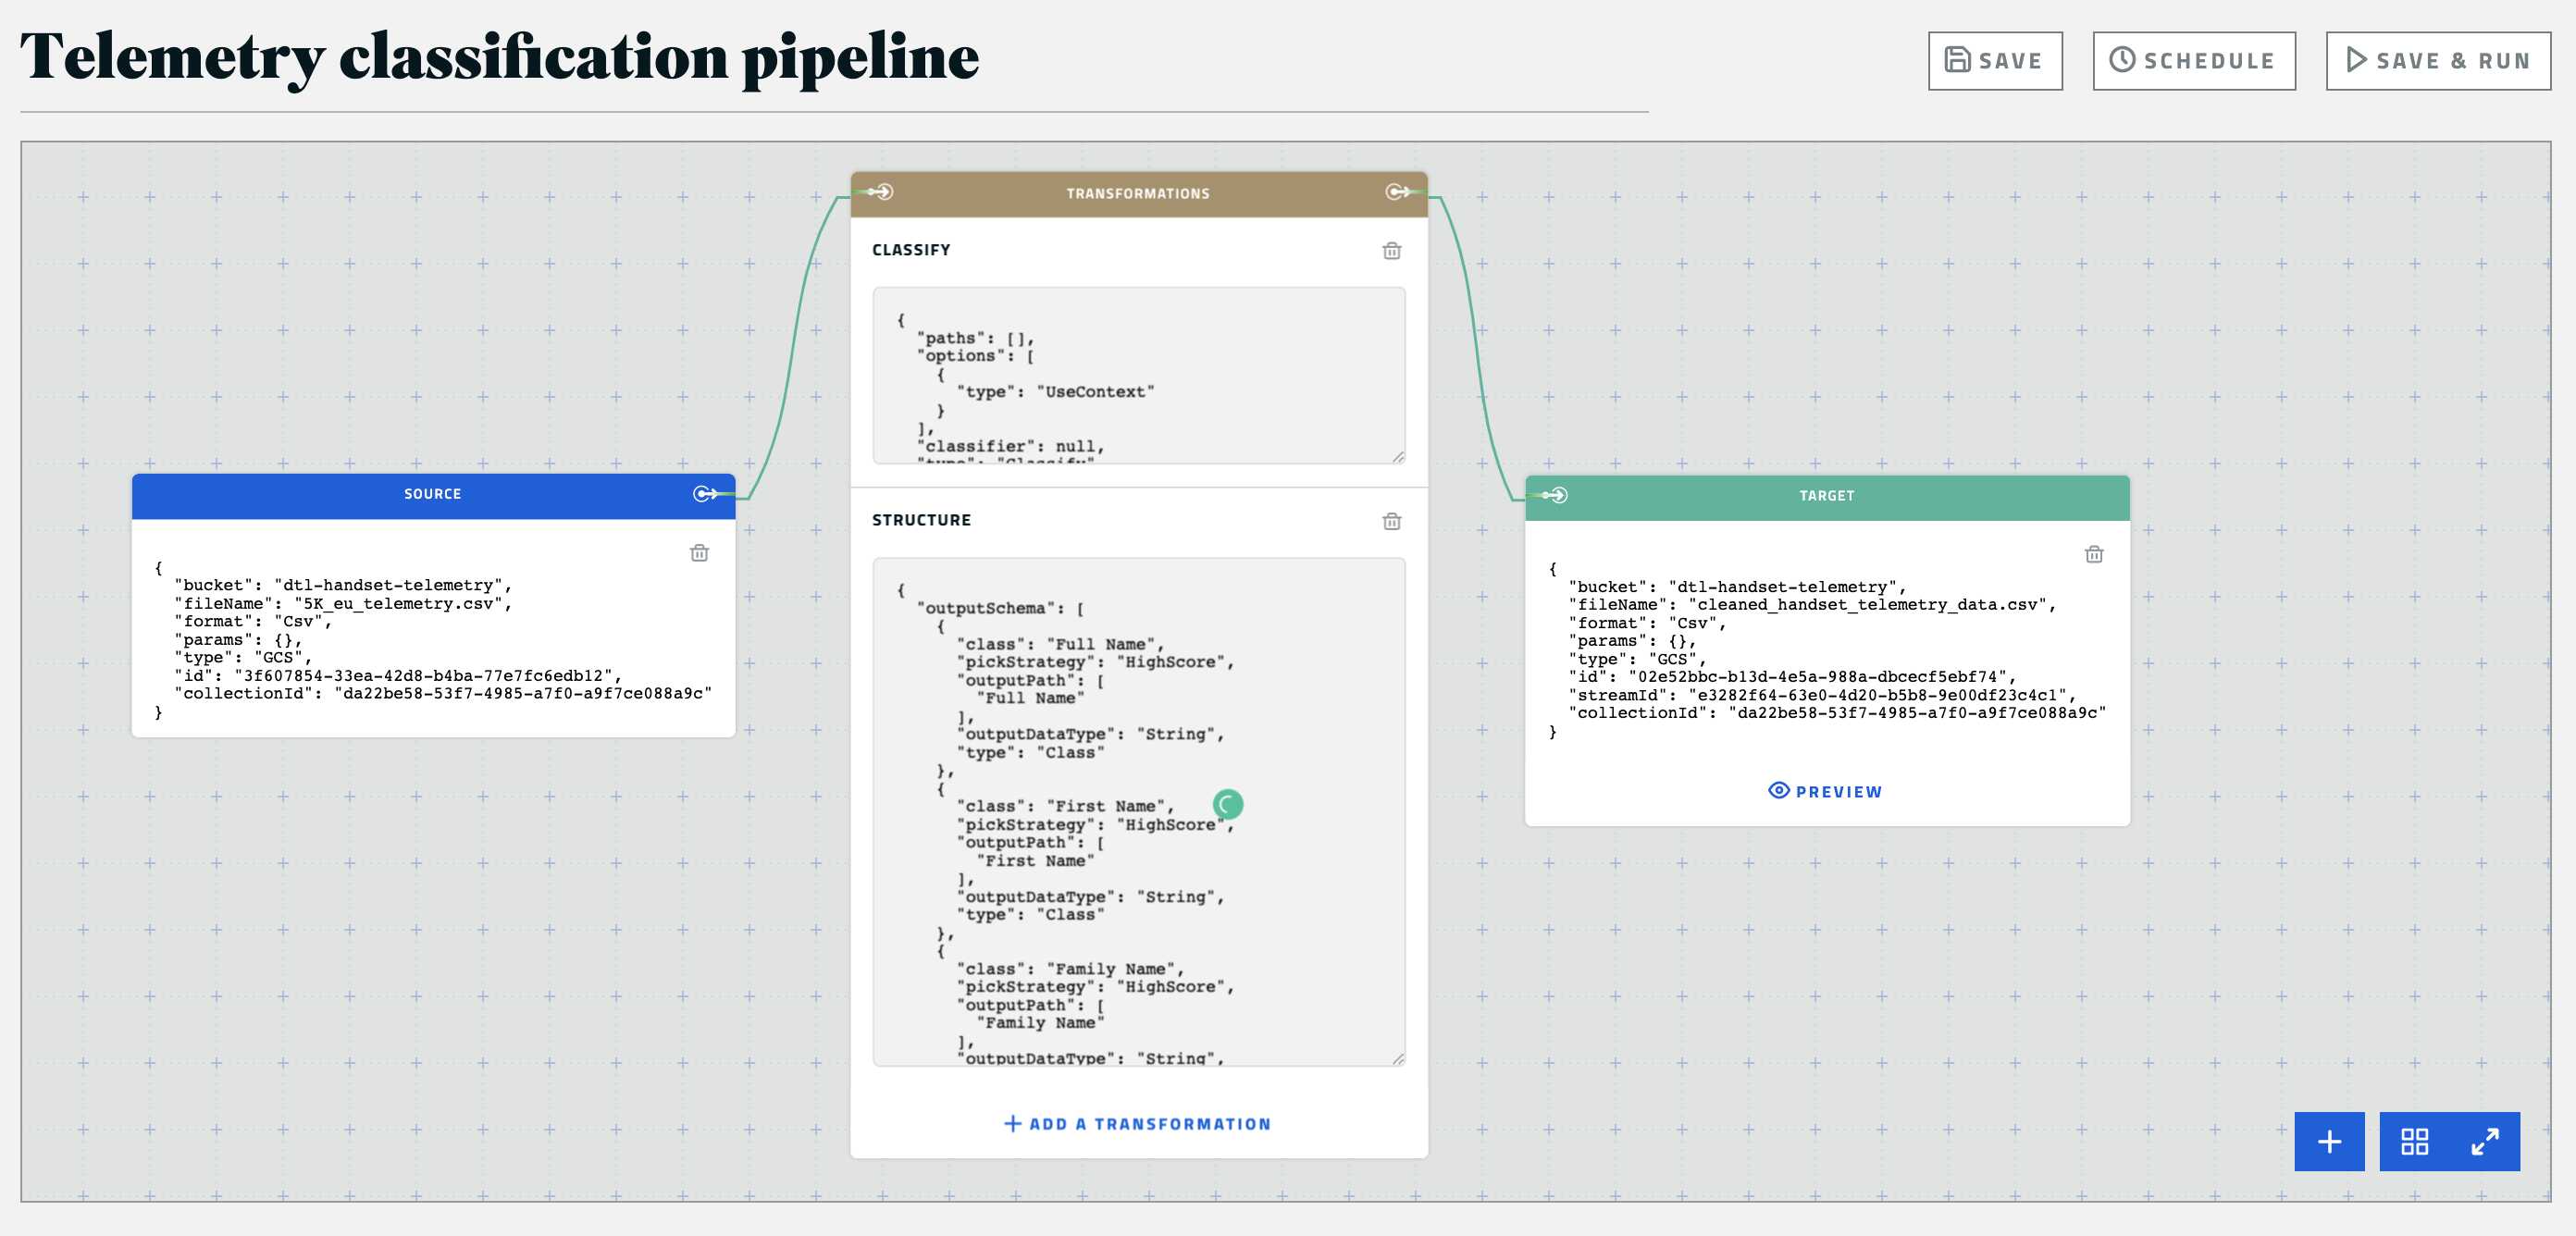 Telemetry classification pipeline
SAVE
SCHEDULE
SAVE & RUN
SOURCE
{
"bucket": "dtl-handset-telemetry",
"fileName": "5K_eu_telemetry.csv",
"format": "Csv",
"params": {},
"type": "GCS",
"id": "3f607854-33ea-42d8-b4ba-77e7fc6edb12",
"collectionId": "da22be58-53f7-4985-a7f0-a9f7ce088a9c"
}
TRANSFORMATIONS
CLASSIFY
{
"paths": [],
"options": [
{
"type": "UseContext"
}
],
"classifier": null,
"type": "Classify"
STRUCTURE
{
"outputSchema": [
{
"class": "Full Name",
"pickStrategy": "HighScore",
"outputPath": [
"Full Name"
],
"outputDataType": "String",
"type": "Class"
},
{
"class": "First Name",
"pickStrategy": "HighScore",
"outputPath": [
"First Name"
],
"outputDataType": "String",
"type": "Class"
},
{
"class": "Family Name",
"pickStrategy": "HighScore",
"outputPath": [
"Family Name"
],
"outputDataType": "String",
ADD A TRANSFORMATION
TARGET
{
"bucket": "dtl-handset-telemetry",
"fileName": "cleaned_handset_telemetry_data.csv",
"format": "Csv",
"params": {},
"type": "GCS",
"id": "02e52bbc-b13d-4e5a-988a-dbcecf5ebf74",
"streamId": "e3282f64-63e0-4d20-b5b8-9e00df23c4c1",
"collectionId": "da22be58-53f7-4985-a7f0-a9f7ce088a9c"
}
PREVIEW